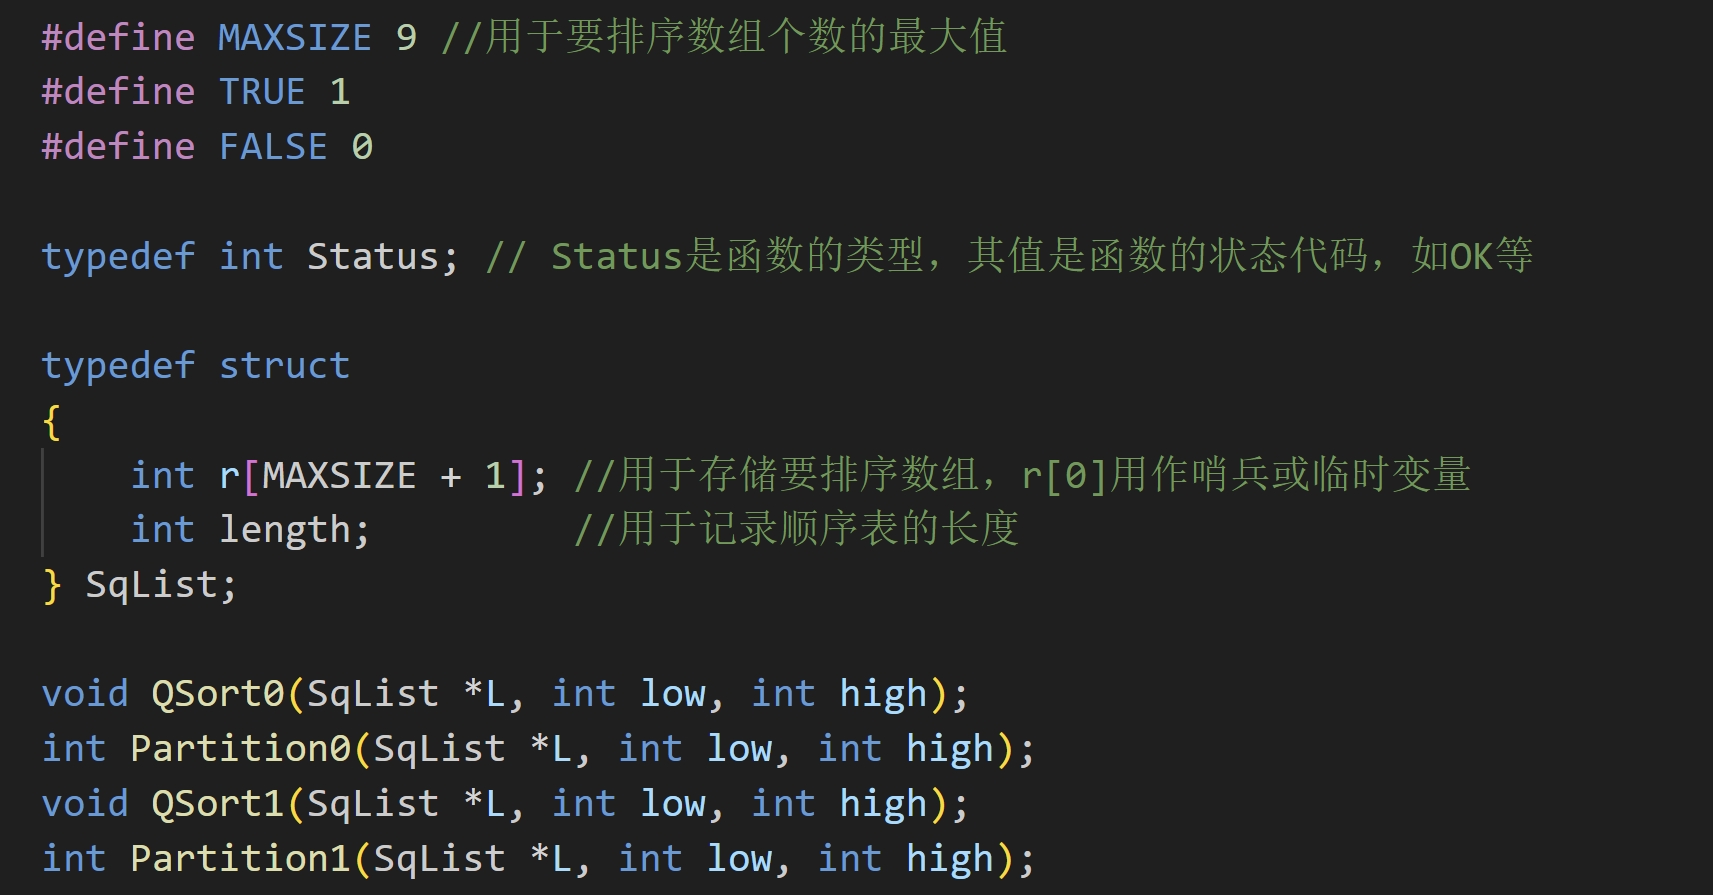 #define MAXSIZE 9 //用于要排序数组个数的最大值
#define TRUE 1
#define FALSE 0
typedef int Status; // Status是函数的类型，其值是函数的状态代码，如OK等
typedef struct
{
int r[MAXSIZE + 1]; //用于存储要排序数组，r[0]用作哨兵或临时变量
int length; //用于记录顺序表的长度
} SqList;
void QSort0(SqList *L, int low, int high);
int Partition0(SqList *L, int low, int high);
void QSort1(SqList *L, int low, int high);
int Partition1(SqList *L, int low, int high);